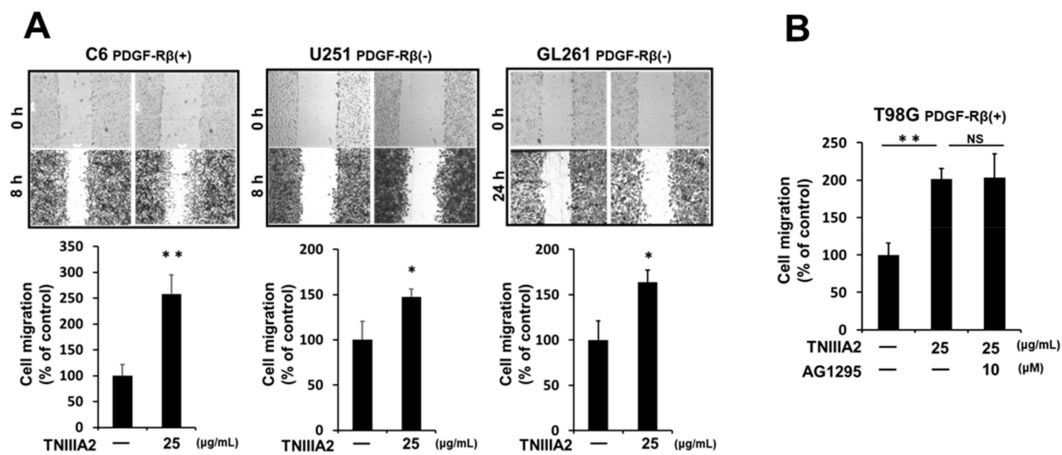 A
C6 PDGF-Rβ(+)
U251 PDGF-Rβ(-)
GL261 PDGF-Rβ(-)
0 h
8 h
0 h
8 h
0 h
24 h
Cell migration
(% of control)
350
300
250
200
150
100
50
0
**
TNIIIA2
—
25
(μg/mL)
Cell migration
(% of control)
200
150
100
50
0
*
TNIIIA2
—
25
(μg/mL)
Cell migration
(% of control)
200
150
100
50
0
*
TNIIIA2
—
25
(μg/mL)
B
T98G PDGF-Rβ(+)
** NS
Cell migration
(% of control)
250
200
150
100
50
0
TNIIIA2 — 25 25 (μg/mL)
AG1295 — — 10 (μM)